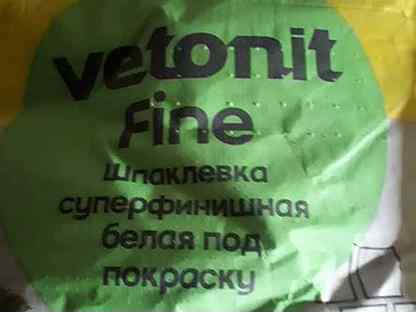 vetonit
Fine
Шпаклевка
суперфинишная
белая под
покраску